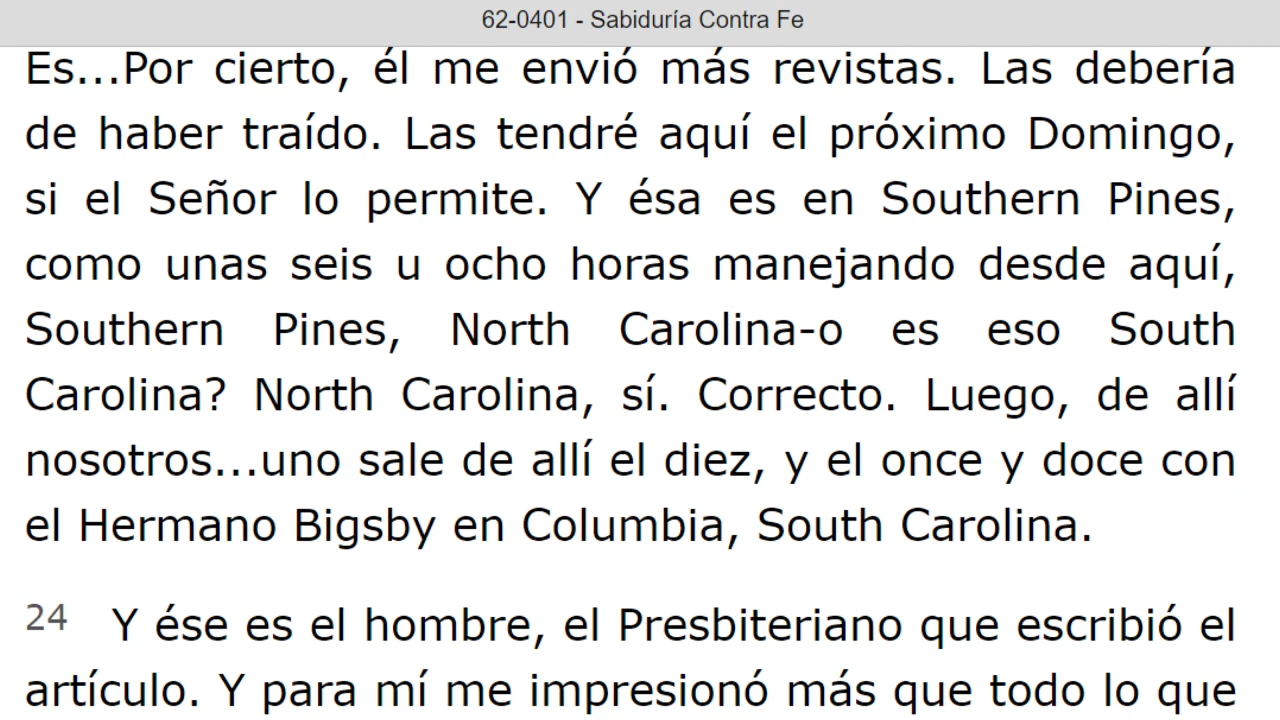 62-0401 - Sabiduría Contra Fe
Es...Por cierto, él me envió más revistas. Las debería
de haber traído. Las tendré aquí el próximo Domingo,
si el Señor lo permite. Y ésa es en Southern Pines,
como unas seis u ocho horas manejando desde aquí,
Southern Pines, North Carolina-o es eso South
Carolina? North Carolina, sí. Correcto. Luego, de allí
nosotros...uno sale de allí el diez, y el once y doce con
el Hermano Bigsby en Columbia, South Carolina.
24 Y ése es el hombre, el Presbiteriano que escribió el
artículo. Y para mí me impresionó más que todo lo que